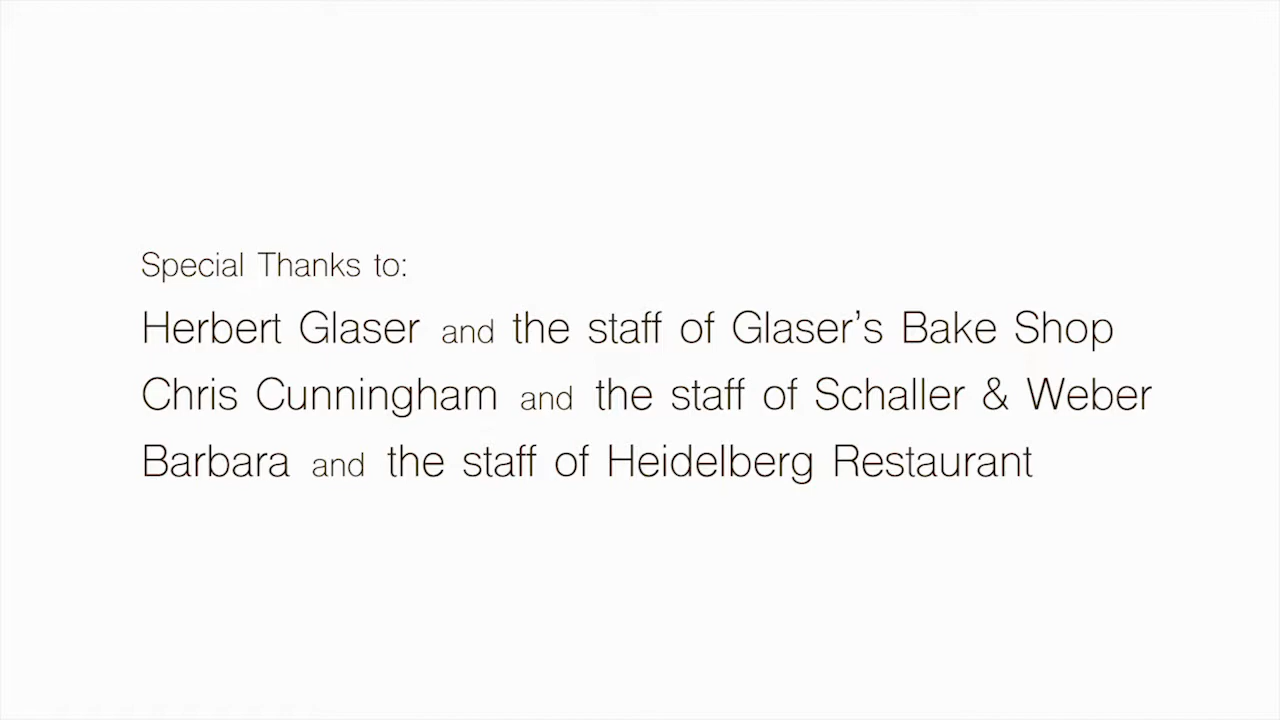 Special Thanks to:
Herbert Glaser and the staff of Glaser's Bake Shop
Chris Cunningham and the staff of Schaller & Weber
Barbara and the staff of Heidelberg Restaurant